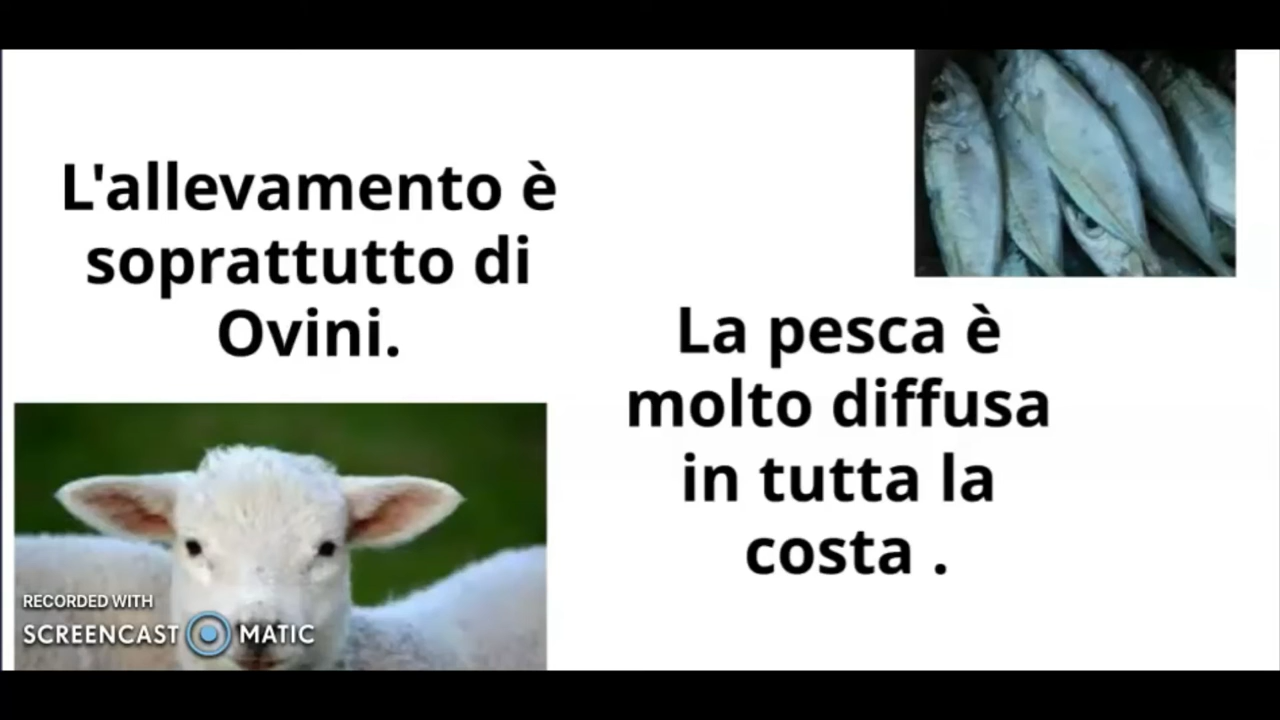 L'allevamento è
soprattutto di
Ovini.
La pesca è
molto diffusa
in tutta la
costa .
RECORDED WITH
SCREENCAST MATIC